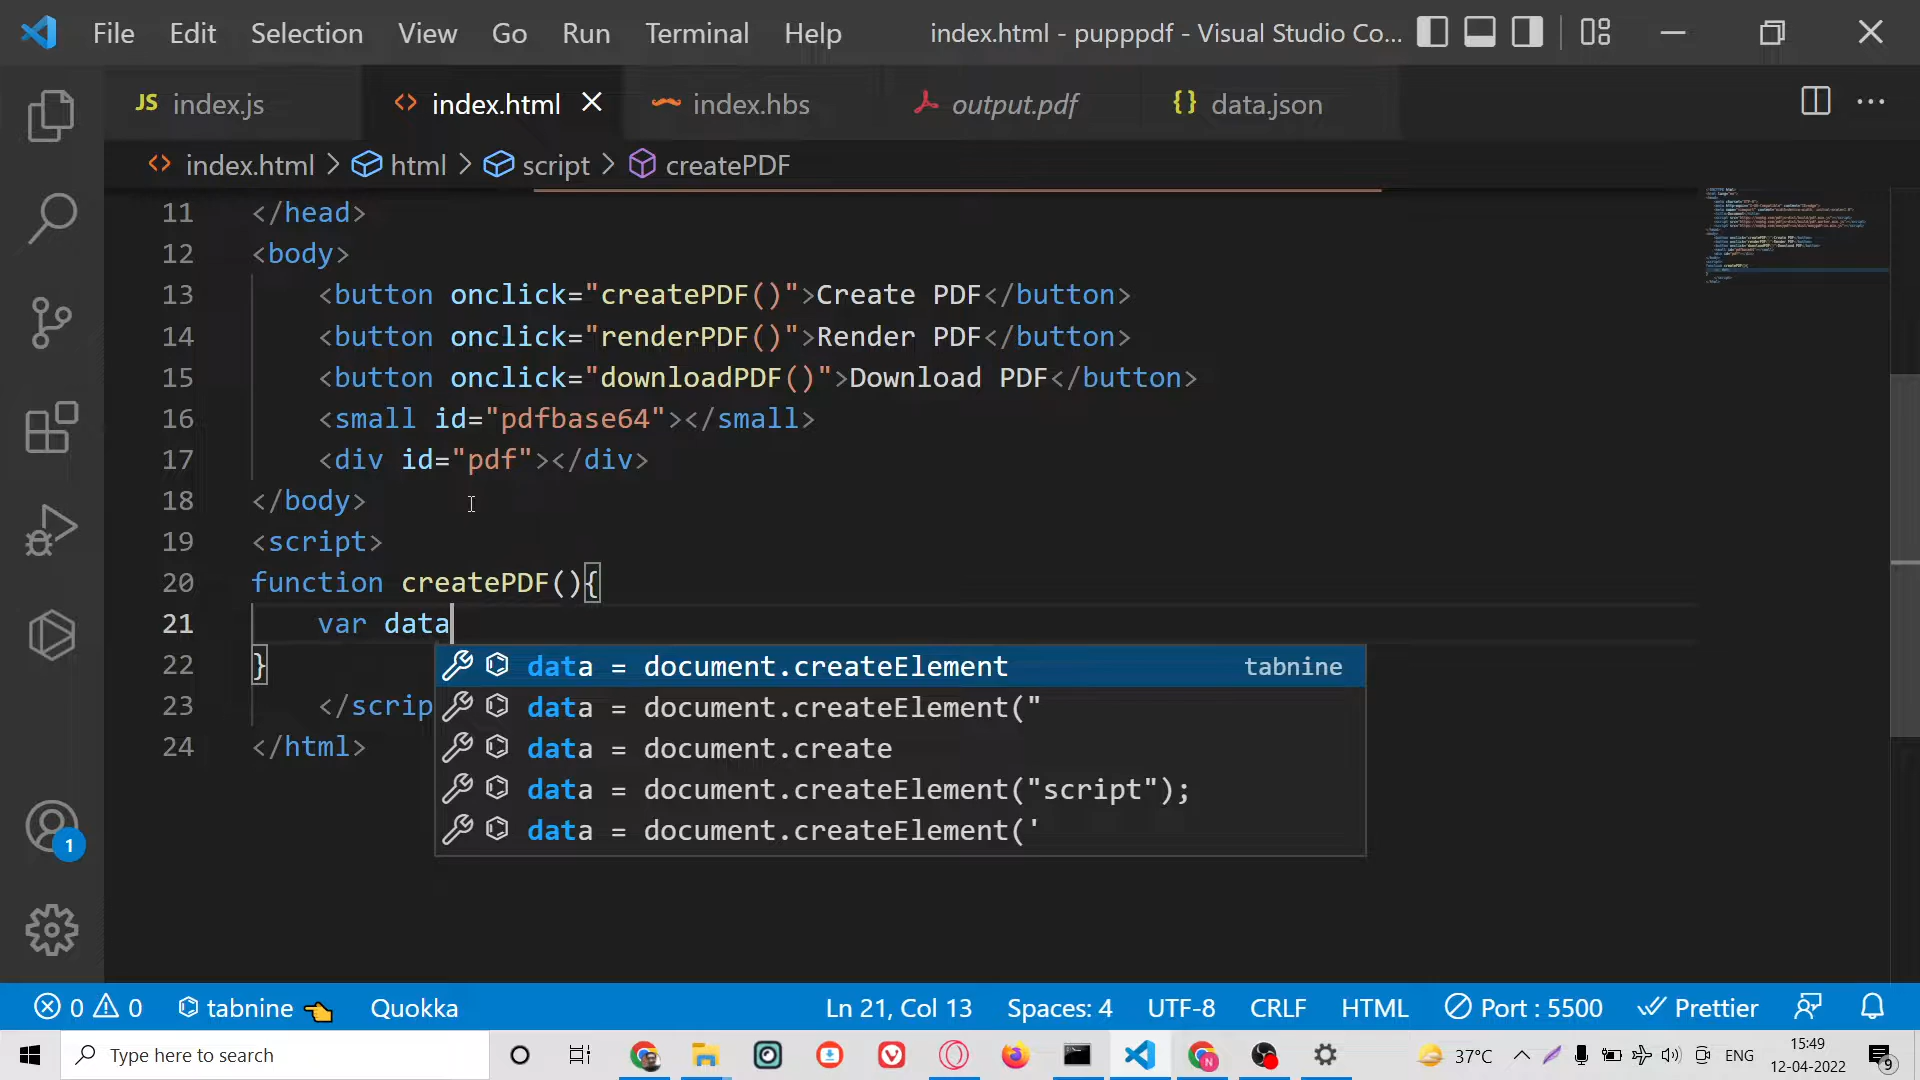 File Edit Selection View Go Run Terminal Help index.html - pupppdf - Visual Studio Co...
JS index.js <> index.html index.hbs output.pdf {} data.json
<> index.html > html > script > createPDF
11 </head>
12 <body>
13 <button onclick="createPDF()">Create PDF</button>
14 <button onclick="renderPDF()">Render PDF</button>
15 <button onclick="downloadPDF()">Download PDF</button>
16 <small id="pdfbase64"></small>
17 <div id="pdf"></div>
18 </body>
19 <script>
20 function createPDF(){
21 var data
data = document.createElement tabnine
22 }
data = document.createElement("
23 </scrip
data = document.create
24 </html>
data = document.createElement("script");
data = document.createElement('
1
0 0 tabnine Quokka Ln 21, Col 13 Spaces: 4 UTF-8 CRLF HTML Port : 5500 Prettier
Type here to search 37°C ENG 15:49 12-04-2022 9